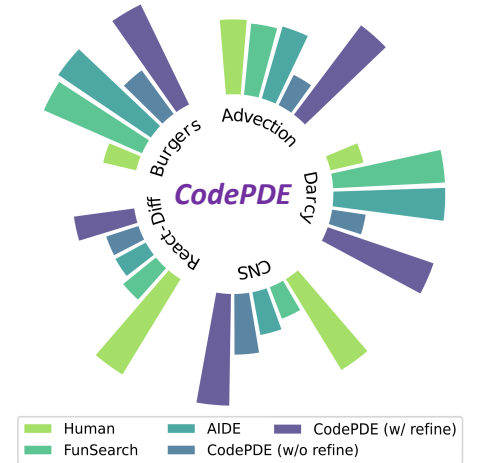 Advection
Burgers
Darcy
CodePDE
React-Diff
CNS
Human
AIDE
CodePDE (w/ refine)
FunSearch
CodePDE (w/o refine)